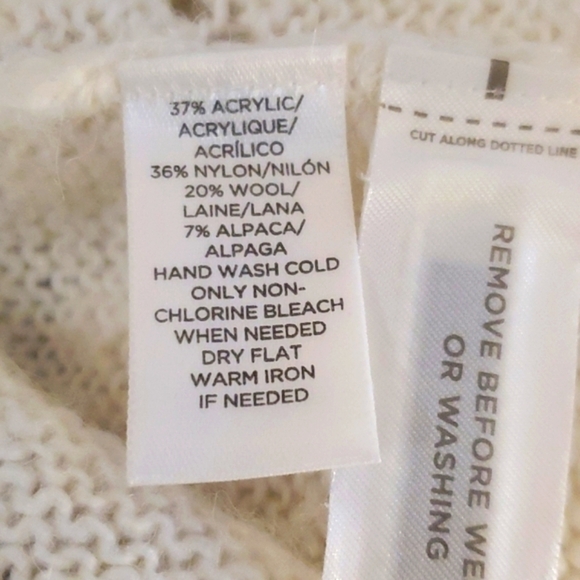 37% ACRYLIC/
ACRYLIQUE/
ACRÍLICO
36% NYLON/NILÓN
20% WOOL/
LAINE/LANA
7% ALPACA/
ALPAGA
HAND WASH COLD
ONLY NON-
CHLORINE BLEACH
WHEN NEEDED
DRY FLAT
WARM IRON
IF NEEDED
CUT ALONG DOTTED LINE
REMOVE BEFORE WE
OR WASHING